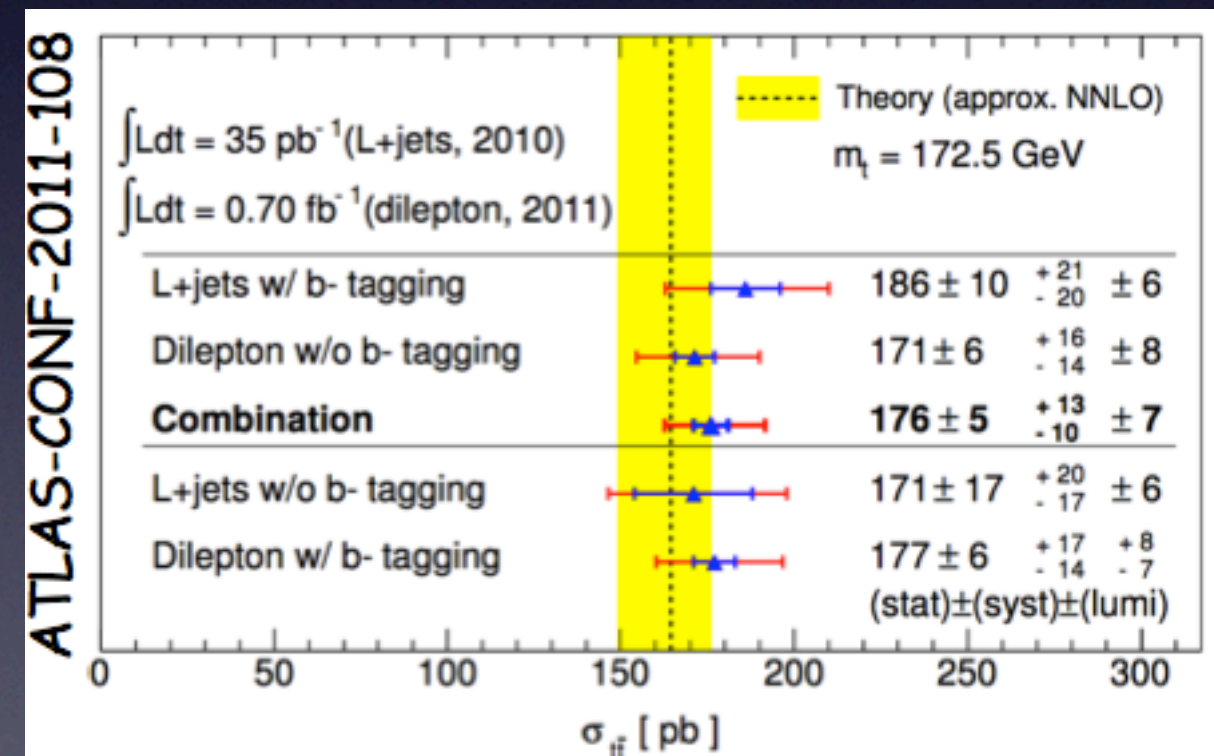 ATLAS-CONF-2011-108
∫Ldt = 35 pb⁻¹(L+jets, 2010)
∫Ldt = 0.70 fb⁻¹(dilepton, 2011)
Theory (approx. NNLO)
mₜ = 172.5 GeV
L+jets w/ b- tagging 186 ± 10 + 21 - 20 ± 6
Dilepton w/o b- tagging 171 ± 6 + 16 - 14 ± 8
Combination 176 ± 5 + 13 - 10 ± 7
L+jets w/o b- tagging 171 ± 17 + 20 - 17 ± 6
Dilepton w/ b- tagging 177 ± 6 + 17 - 14 + 8 - 7
(stat)±(syst)±(lumi)
0 50 100 150 200 250 300
σ_tt̄ [ pb ]